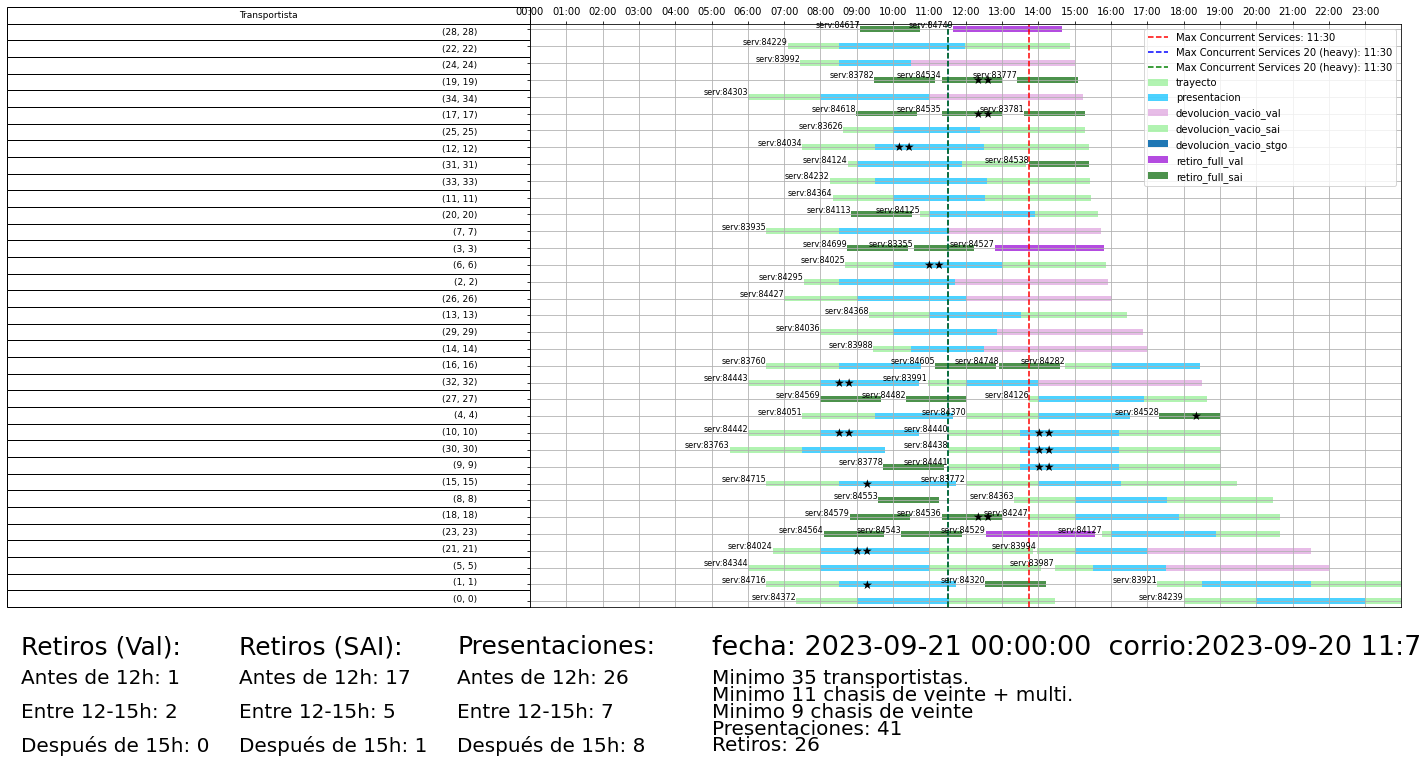 Transportista
00:00 01:00 02:00 03:00 04:00 05:00 06:00 07:00 08:00 09:00 10:00 11:00 12:00 13:00 14:00 15:00 16:00 17:00 18:00 19:00 20:00 21:00 22:00 23:00
(28, 28) serv:84617 serv:84749
(22, 22) serv:84229
(24, 24) serv:83992
(19, 19) serv:83782 serv:84534 serv:83777
(34, 34) serv:84303
(17, 17) serv:84618 serv:84535 serv:83781
(25, 25) serv:83626
(12, 12) serv:84034
(31, 31) serv:84124 serv:84538
(33, 33) serv:84232
(11, 11) serv:84364
(20, 20) serv:84113 serv:84125
(7, 7) serv:83935
(3, 3) serv:84699 serv:83355 serv:84527
(6, 6) serv:84025
(2, 2) serv:84295
(26, 26) serv:84427
(13, 13) serv:84368
(29, 29) serv:84036
(14, 14) serv:83988
(16, 16) serv:83760 serv:84605 serv:84748 serv:84282
(32, 32) serv:84443 serv:83991
(27, 27) serv:84569 serv:84482 serv:84126
(4, 4) serv:84051 serv:84370 serv:84528
(10, 10) serv:84442 serv:84440
(30, 30) serv:83763 serv:84438
(9, 9) serv:83778 serv:84441
(15, 15) serv:84715 serv:83772
(8, 8) serv:84553 serv:84363
(18, 18) serv:84579 serv:84536 serv:84247
(23, 23) serv:84564 serv:84543 serv:84529 serv:84127
(21, 21) serv:84024 serv:83994
(5, 5) serv:84344 serv:83987
(1, 1) serv:84716 serv:84320 serv:83921
(0, 0) serv:84372 serv:84239
Max Concurrent Services: 11:30
Max Concurrent Services 20 (heavy): 11:30
Max Concurrent Services 20 (heavy): 11:30
trayecto
presentacion
devolucion_vacio_val
devolucion_vacio_sai
devolucion_vacio_stgo
retiro_full_val
retiro_full_sai
Retiros (Val):
Antes de 12h: 1
Entre 12-15h: 2
Después de 15h: 0
Retiros (SAI):
Antes de 12h: 17
Entre 12-15h: 5
Después de 15h: 1
Presentaciones:
Antes de 12h: 26
Entre 12-15h: 7
Después de 15h: 8
fecha: 2023-09-21 00:00:00 corrio:2023-09-20 11:7
Minimo 35 transportistas.
Minimo 11 chasis de veinte + multi.
Minimo 9 chasis de veinte
Presentaciones: 41
Retiros: 26